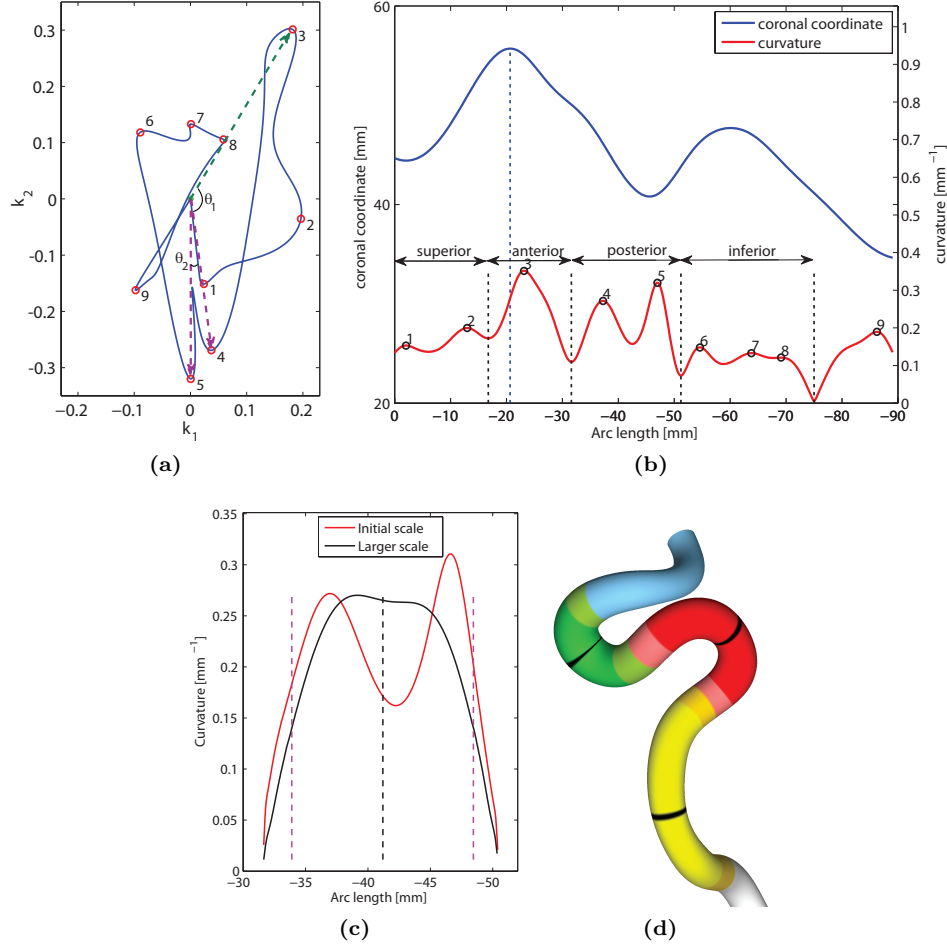 0.3
0.2
0.1
0
−0.1
−0.2
−0.3
k2
−0.2 −0.1 0 0.1 0.2
k1
3
7
6
8
θ1
2
θ2
1
9
4
5
(a)
60
40
20
coronal coordinate [mm]
coronal coordinate
curvature
1
0.9
0.8
0.7
0.6
0.5
0.4
0.3
0.2
0.1
0
curvature [mm−1]
superior anterior posterior inferior
1 2 3 4 5 6 7 8 9
0 −10 −20 −30 −40 −50 −60 −70 −80 −89
Arc length [mm]
(b)
0.35
0.3
0.25
0.2
0.15
0.1
0.05
0
Curvature [mm−1]
Initial scale
Larger scale
−30 −35 −40 −45 −50
Arc length [mm]
(c)
(d)